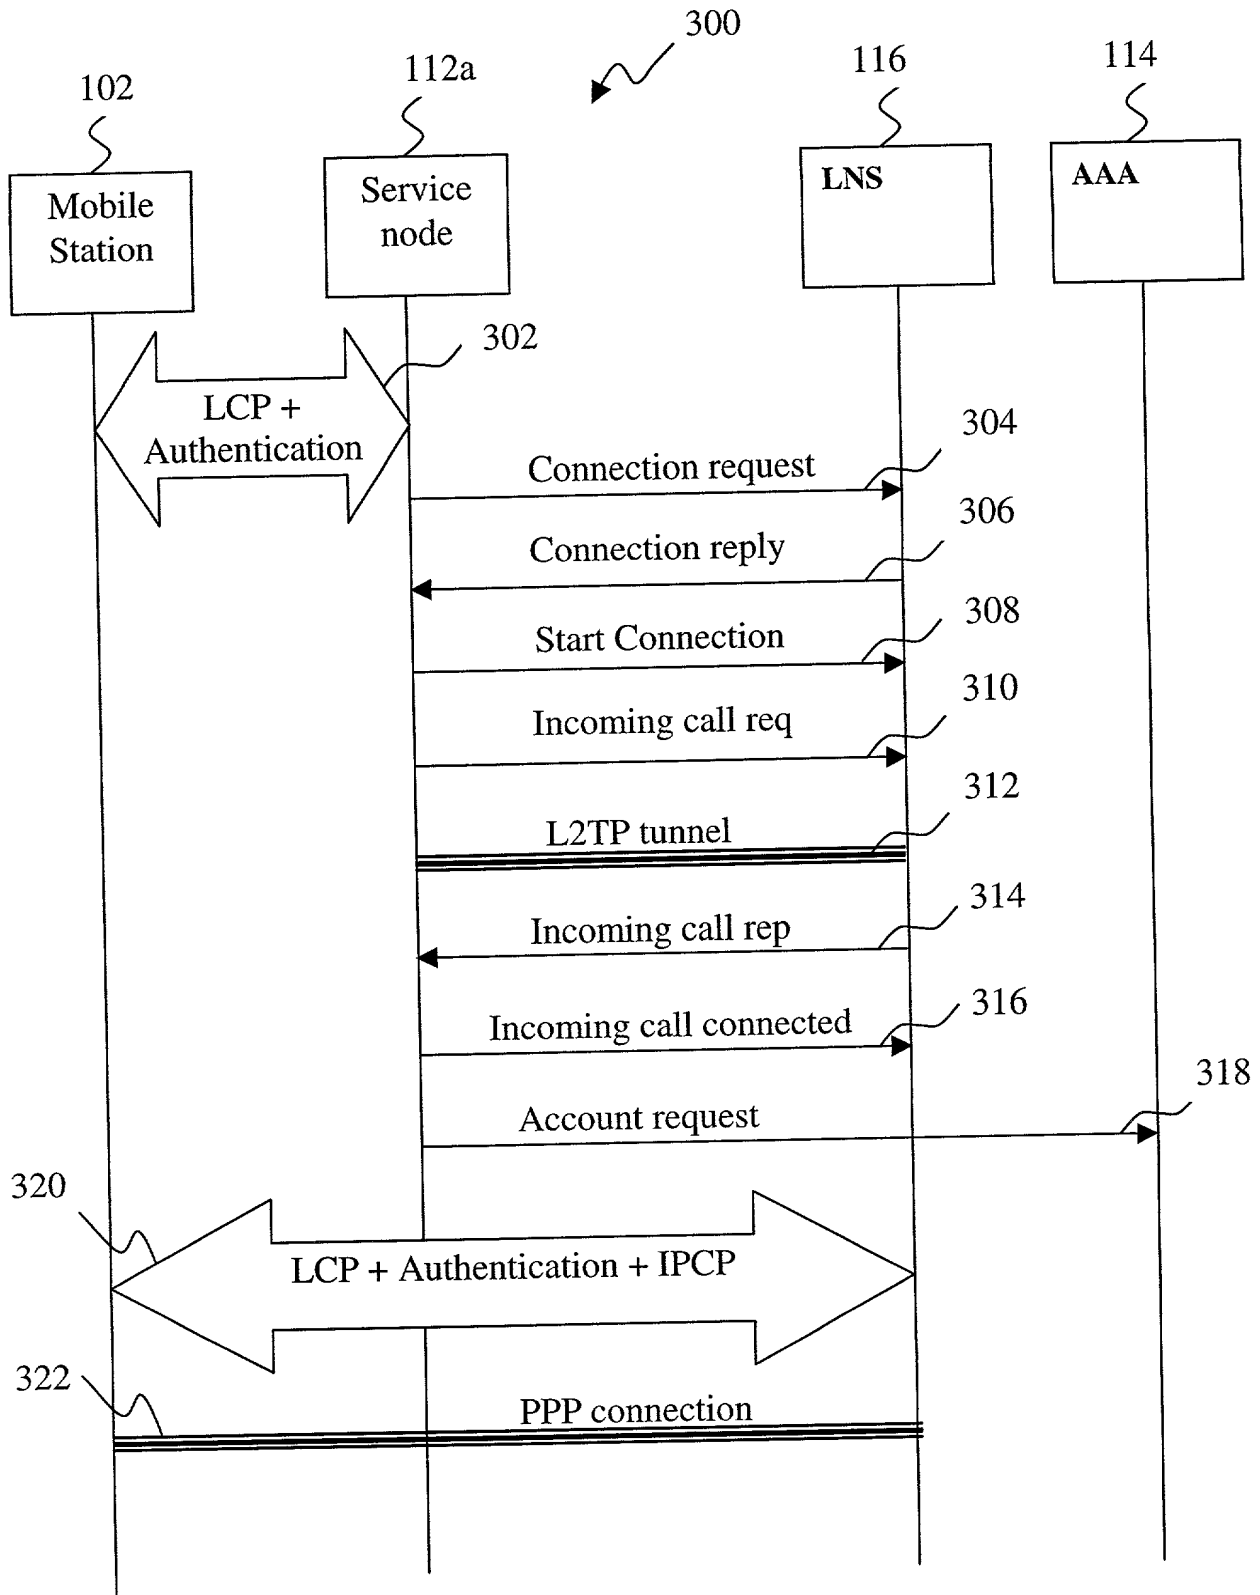 300
102
112a
116
114
Mobile
Station
Service
node
LNS
AAA
302
LCP +
Authentication
304
Connection request
306
Connection reply
308
Start Connection
310
Incoming call req
312
L2TP tunnel
314
Incoming call rep
316
Incoming call connected
318
Account request
320
LCP + Authentication + IPCP
322
PPP connection